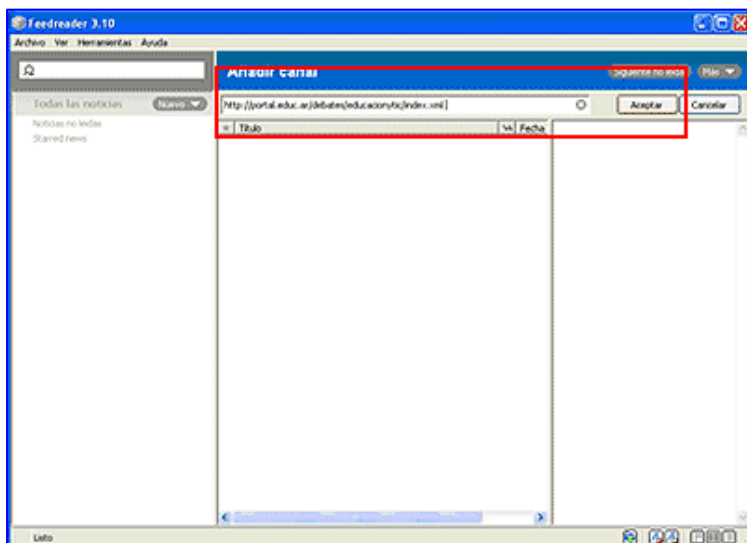 Feedreader 3.10
Archivo Ver Herramientas Ayuda
Añadir canal
Siguiente no leída
Más
Todas las noticias
Nuevo
http://portal.educ.ar/debates/educacionytic/index.xml
Aceptar
Cancelar
Noticias no leídas
Starred news
Título
Fecha
Listo